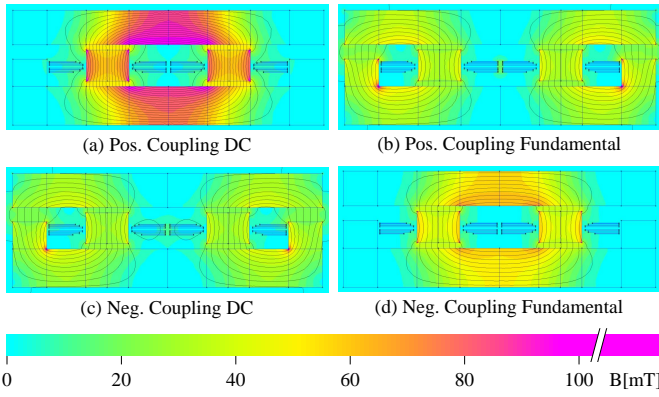 (a) Pos. Coupling DC
(b) Pos. Coupling Fundamental
(c) Neg. Coupling DC
(d) Neg. Coupling Fundamental
0 20 40 60 80 100 B[mT]